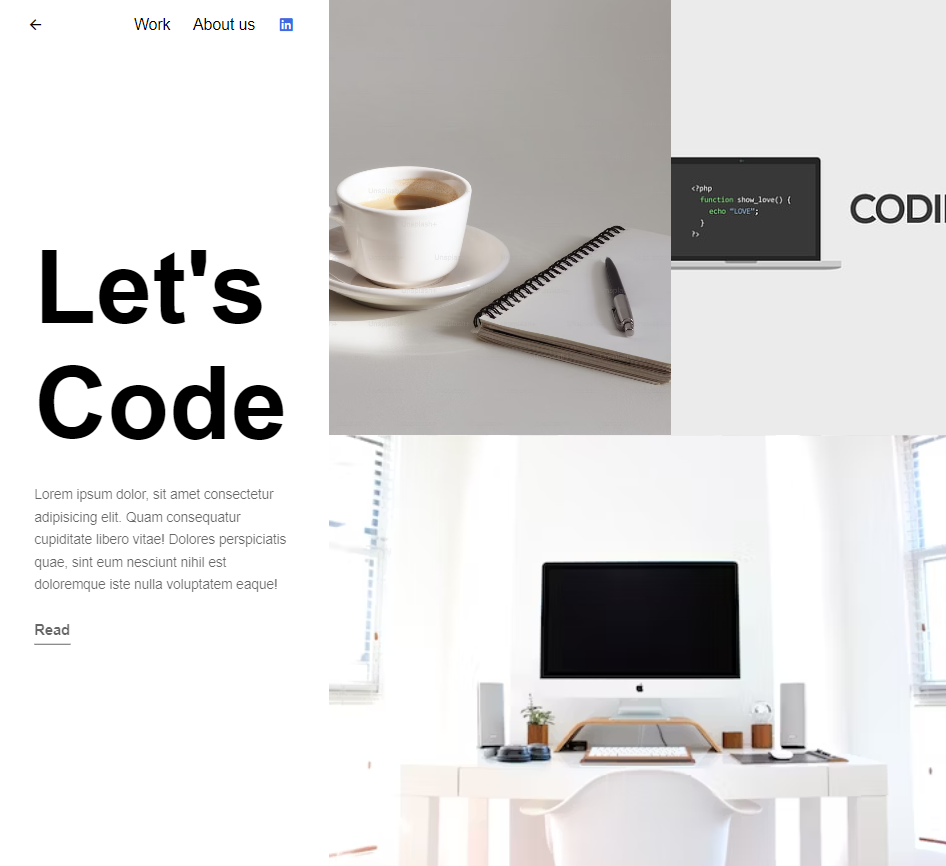 Work About us in
Let's
Code
Lorem ipsum dolor, sit amet consectetur
adipisicing elit. Quam consequatur
cupiditate libero vitae! Dolores perspiciatis
quae, sint eum nesciunt nihil est
doloremque iste nulla voluptatem eaque!
Read
<?php
function show_love() {
echo "LOVE";
}
?>
CODI